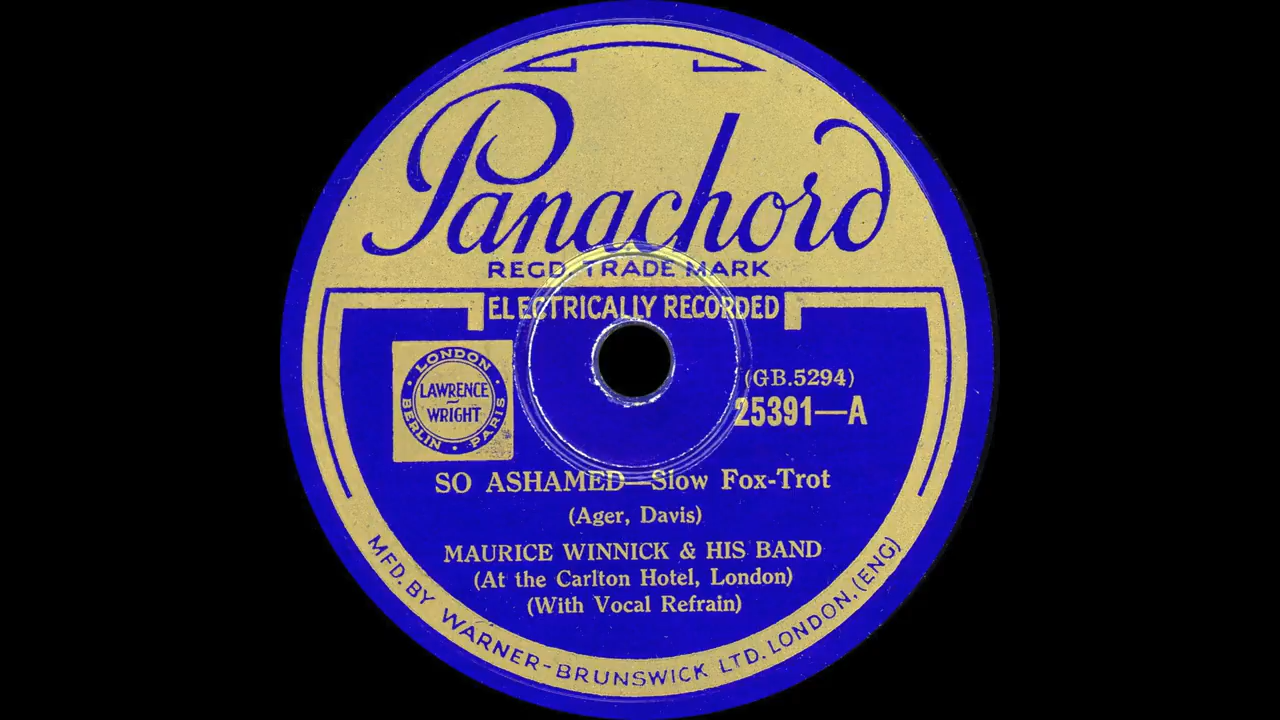 Panachord
REGD. TRADE MARK
ELECTRICALLY RECORDED
LONDON
LAWRENCE
WRIGHT
BERLIN • PARIS
(GB.5294)
25391—A
SO ASHAMED—Slow Fox-Trot
(Ager, Davis)
MAURICE WINNICK & HIS BAND
(At the Carlton Hotel, London)
(With Vocal Refrain)
MFD. BY WARNER-BRUNSWICK LTD. LONDON, (ENG)